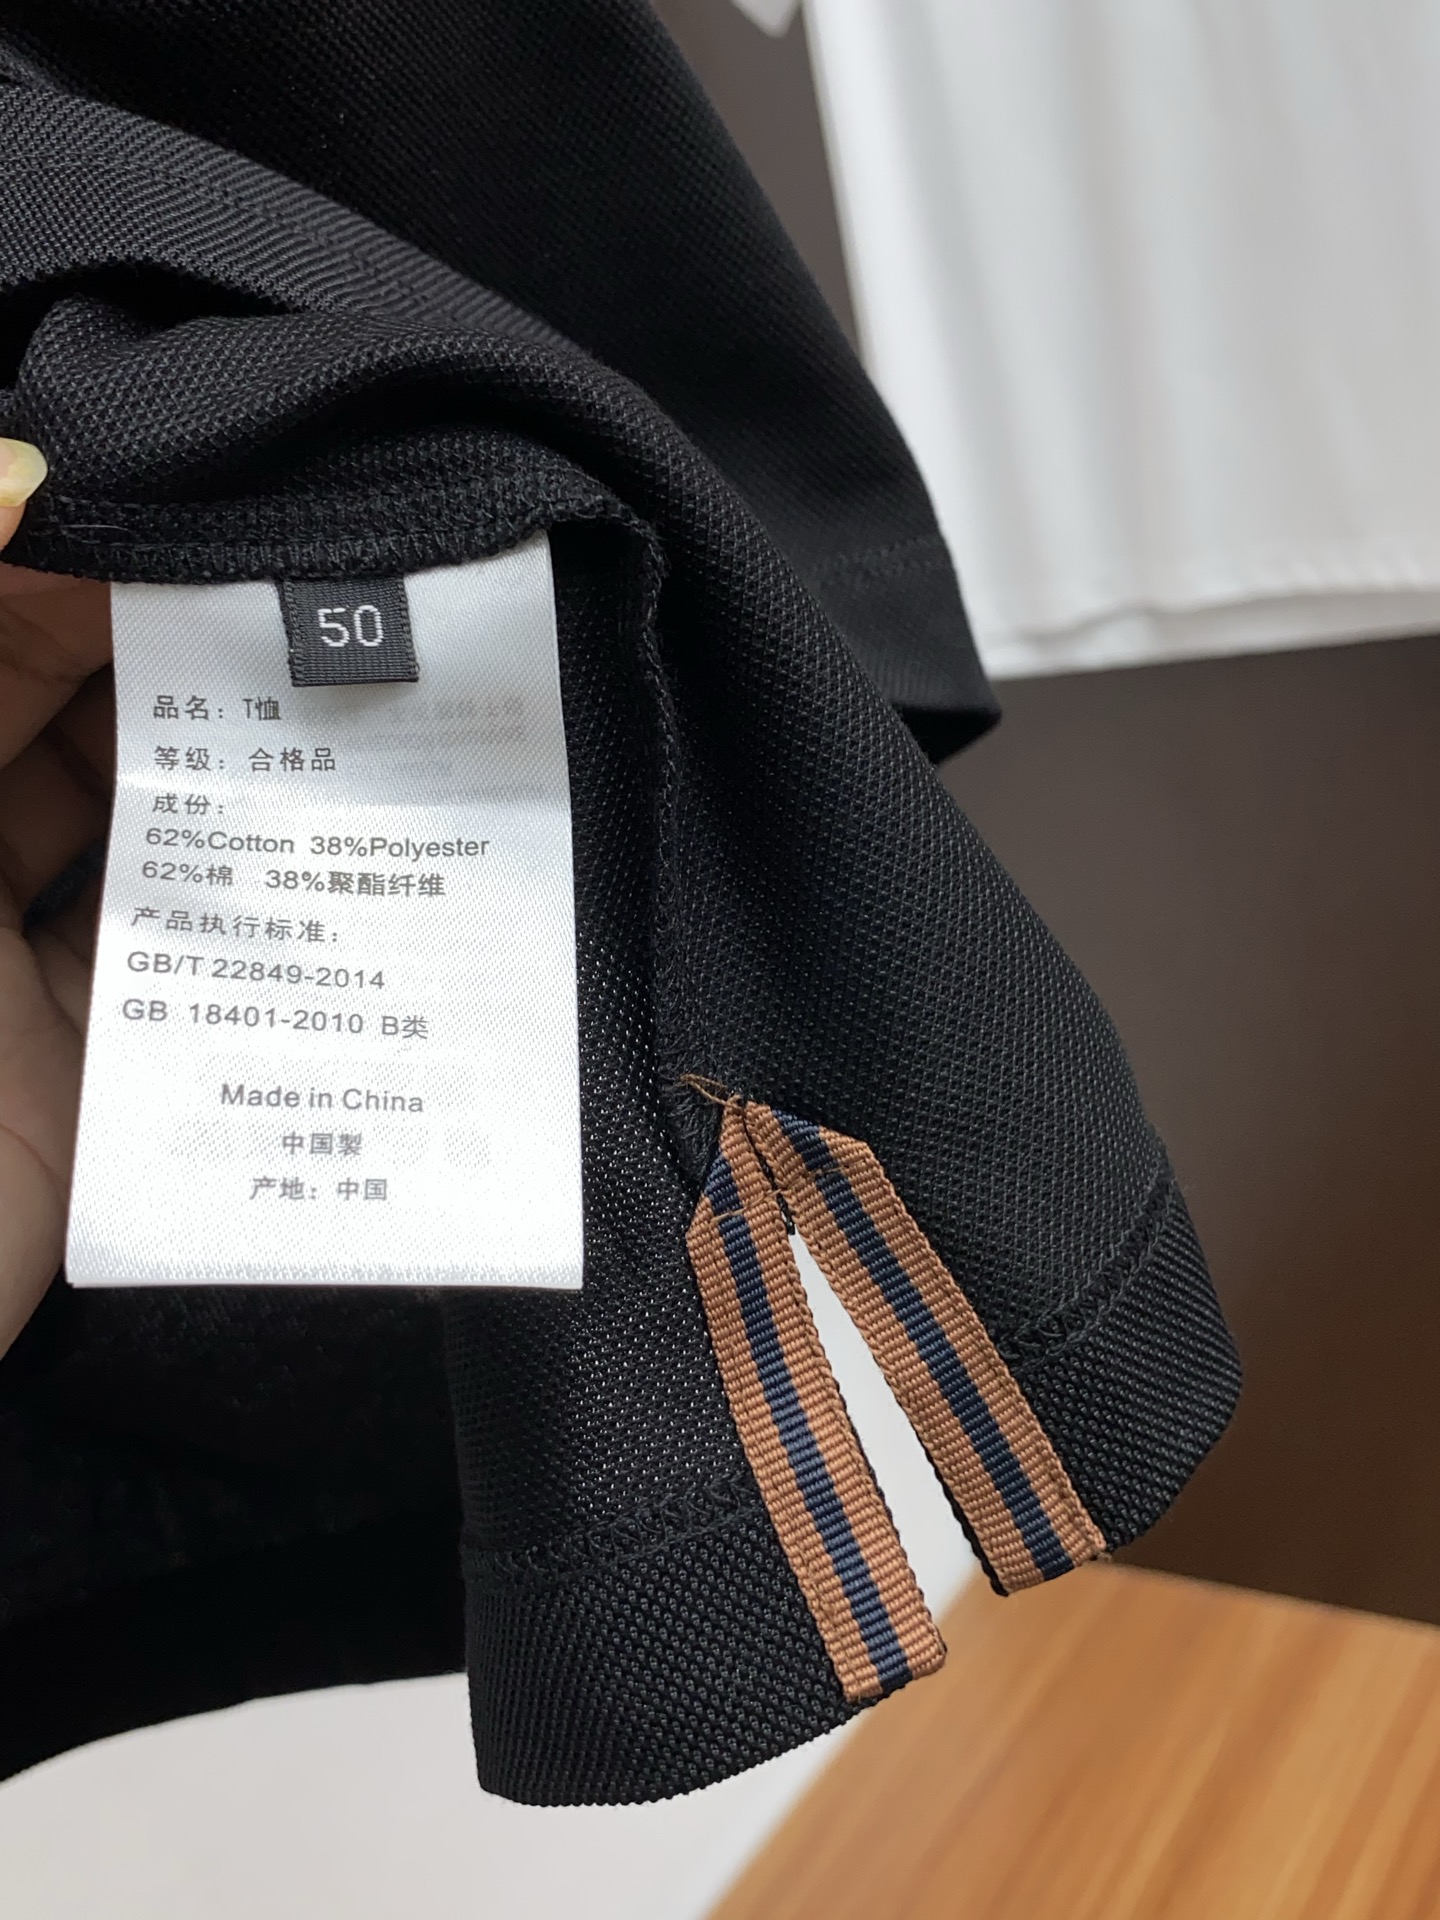 50
品名：T恤
等级：合格品
成份：
62%Cotton 38%Polyester
62%棉 38%聚酯纤维
产品执行标准：
GB/T 22849-2014
GB 18401-2010 B类
Made in China
中国製
产地：中国